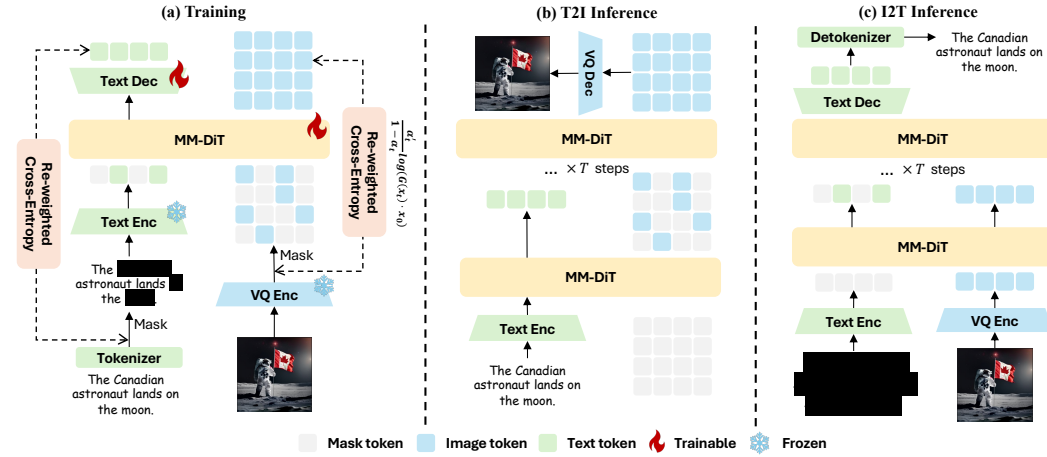 (a) Training
Text Dec
MM-DiT
Re-weighted
Cross-Entropy
Re-weighted
Cross-Entropy
α′ₜ / 1 − αₜ log(G(xₜ) · x₀)
Text Enc
Mask
The
astronaut lands
the .
Mask
VQ Enc
Tokenizer
The Canadian
astronaut lands on
the moon.
(b) T2I Inference
VQ Dec
MM-DiT
... × T steps
MM-DiT
Text Enc
The Canadian
astronaut lands on
the moon.
(c) I2T Inference
Detokenizer
The Canadian
astronaut lands on
the moon.
Text Dec
MM-DiT
... × T steps
MM-DiT
Text Enc
VQ Enc
Mask token
Image token
Text token
Trainable
Frozen